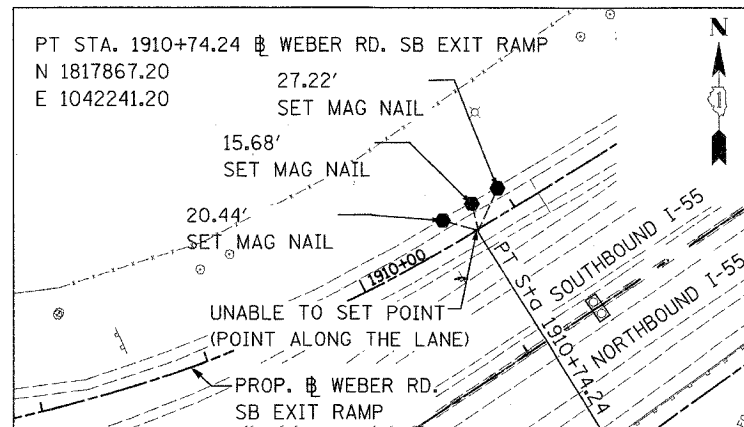 PT STA. 1910+74.24 ℄ WEBER RD. SB EXIT RAMP
N 1817867.20
E 1042241.20
N
1
27.22'
SET MAG NAIL
15.68'
SET MAG NAIL
20.44'
SET MAG NAIL
1910+00
PT Sta 1910+74.24
SOUTHBOUND I-55
NORTHBOUND I-55
UNABLE TO SET POINT
(POINT ALONG THE LANE)
PROP. ℄ WEBER RD.
SB EXIT RAMP